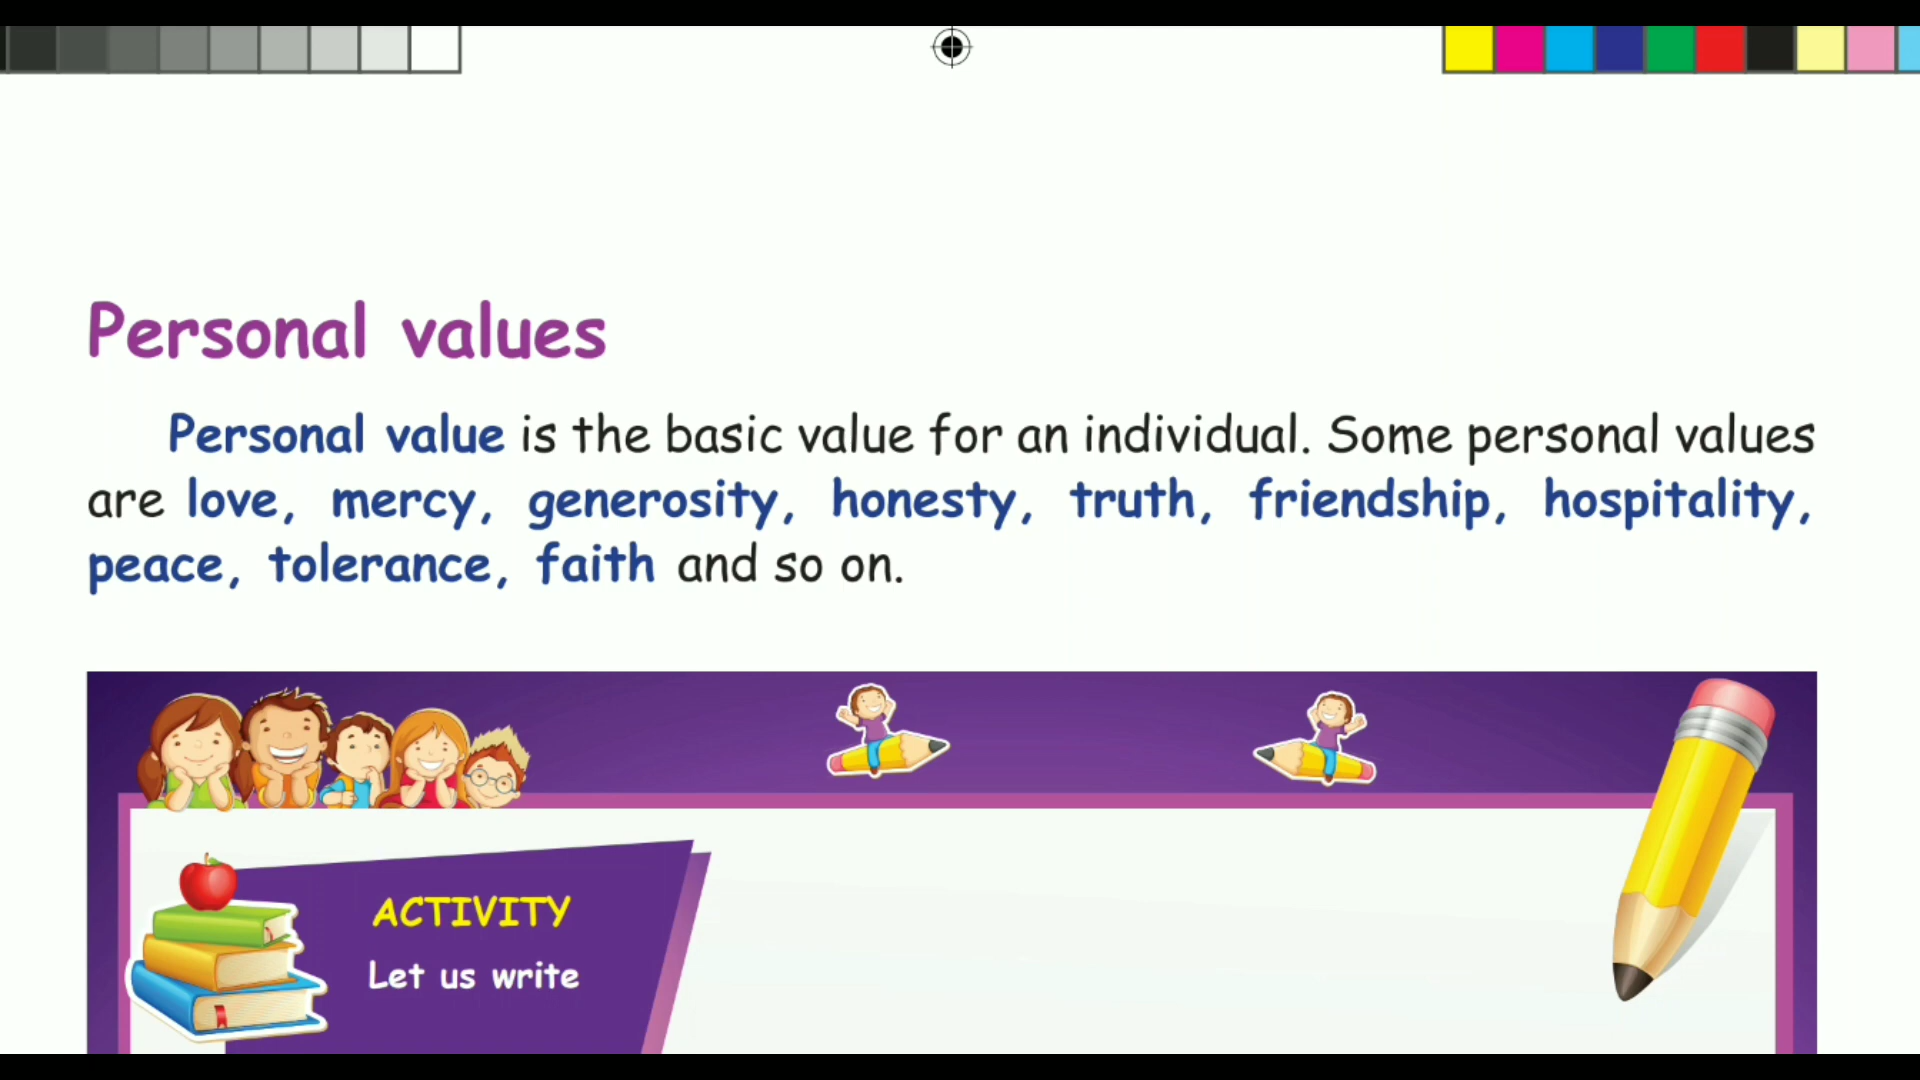 Personal values
Personal value is the basic value for an individual. Some personal values
are love, mercy, generosity, honesty, truth, friendship, hospitality,
peace, tolerance, faith and so on.
ACTIVITY
Let us write